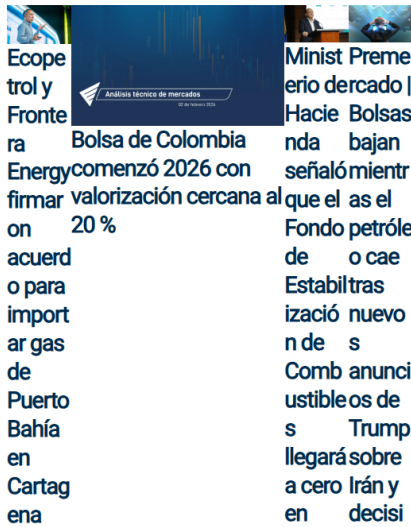 Ecope
trol y
Fronte
ra
Energy
firmar
on
acuerd
o para
import
ar gas
de
Puerto
Bahía
en
Cartag
ena
Análisis técnico de mercados
02 de febrero 2026
Bolsa de Colombia
comenzó 2026 con
valorización cercana al
20 %
Minist
erio de
Hacie
nda
señaló
que el
Fondo
de
Estabil
izació
n de
Comb
ustible
s
llegará
a cero
en
Preme
rcado |
Bolsas
bajan
mientr
as el
petróle
o cae
tras
nuevo
s
anunci
os de
Trump
sobre
Irán y
decisi